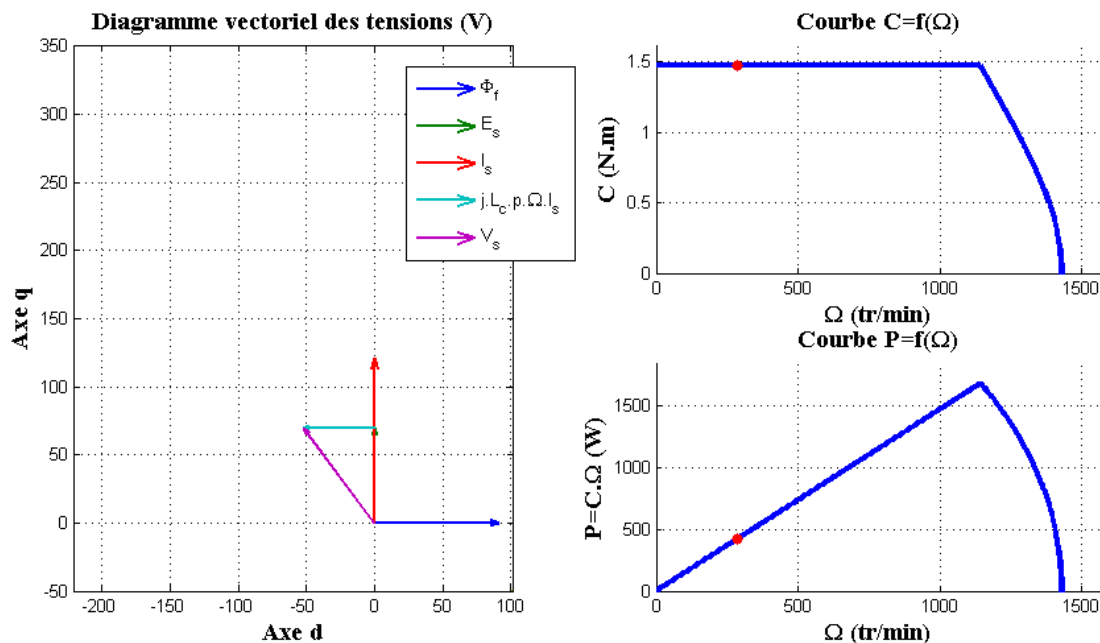 Diagramme vectoriel des tensions (V)
350
300
250
200
150
100
50
0
-50
-200
-150
-100
-50
0
50
100
Axe q
Axe d
Φf
Es
Is
j.Lc.p.Ω.Is
Vs
Courbe C=f(Ω)
1.5
1
0.5
0
0
500
1000
1500
C (N.m)
Ω (tr/min)
Courbe P=f(Ω)
1500
1000
500
0
0
500
1000
1500
P=C.Ω (W)
Ω (tr/min)